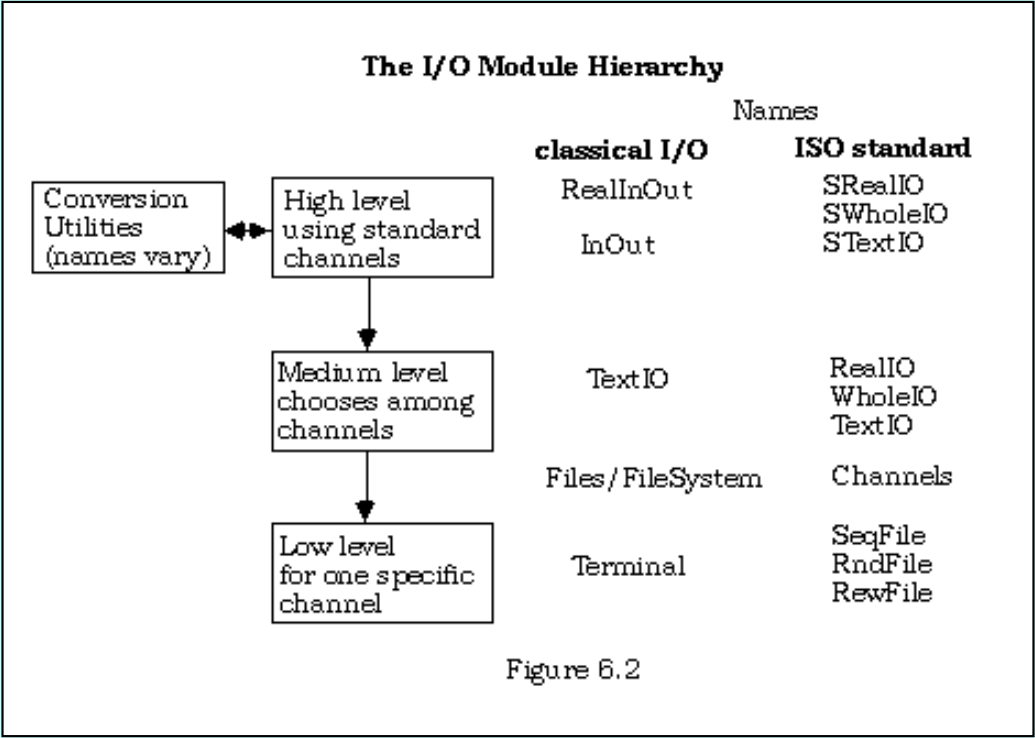 The I/O Module Hierarchy
Names
classical I/O
ISO standard
Conversion
Utilities
(names vary)
High level
using standard
channels
RealInOut
InOut
SRealIO
SWholeIO
STextIO
Medium level
chooses among
channels
TextIO
RealIO
WholeIO
TextIO
Files/FileSystem
Channels
Low level
for one specific
channel
Terminal
SeqFile
RndFile
RewFile
Figure 6.2